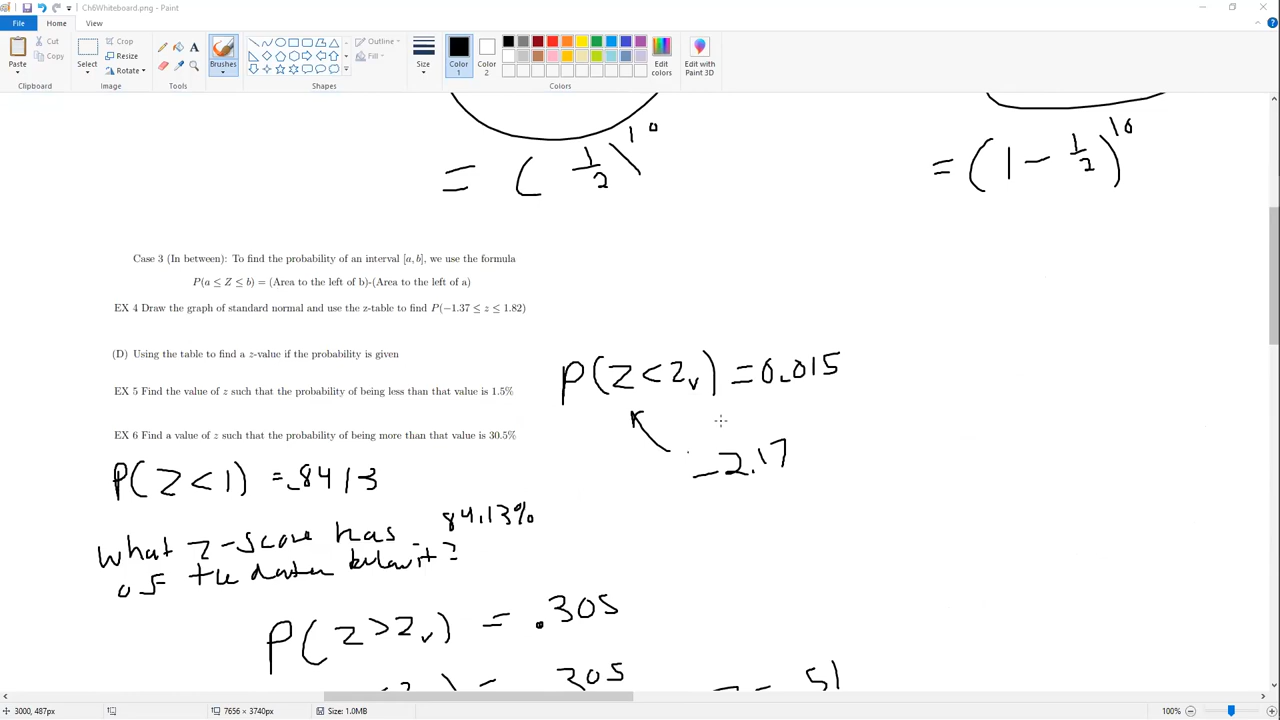 Ch6Whiteboard.png - Paint
File Home View
Paste Cut Copy Clipboard
Select Crop Resize Rotate Image
Tools
Brushes
Outline Fill Shapes
Size
Color 1 Color 2 Edit colors Colors
Edit with Paint 3D
= (1/2)^10
= (1 - 1/2)^10
Case 3 (In between): To find the probability of an interval [a, b], we use the formula
P(a ≤ Z ≤ b) = (Area to the left of b)-(Area to the left of a)
EX 4 Draw the graph of standard normal and use the z-table to find P(−1.37 ≤ z ≤ 1.82)
(D) Using the table to find a z-value if the probability is given
P(Z < Zv) = 0.015
EX 5 Find the value of z such that the probability of being less than that value is 1.5%
EX 6 Find a value of z such that the probability of being more than that value is 30.5%
-2.17
P(Z < 1) = .8413
What z-score has 84.13%
of the data below it?
P(Z > Zv) = .305
305
51
3000, 487px
7656 × 3740px
Size: 1.0MB
100%